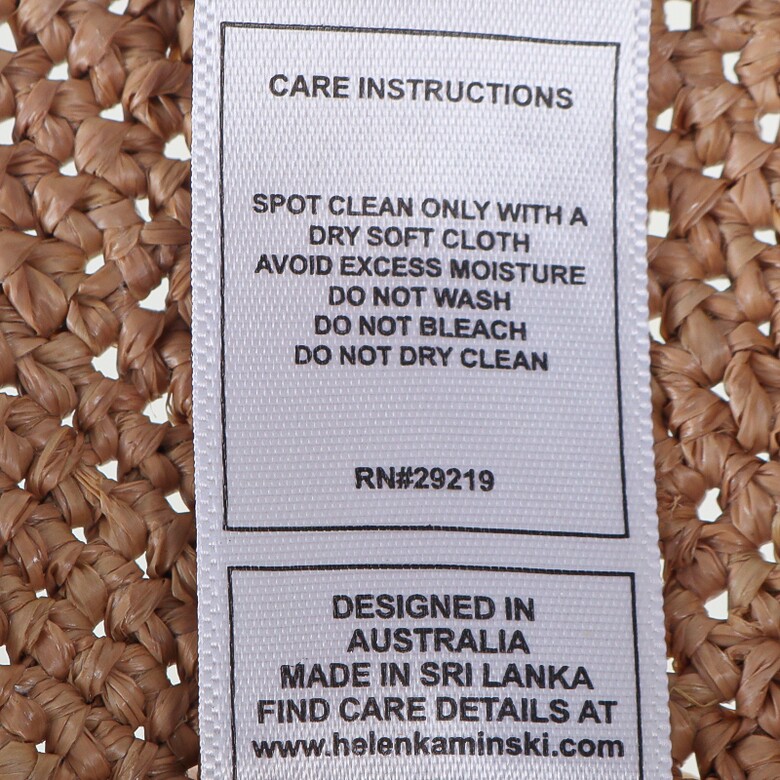 CARE INSTRUCTIONS
SPOT CLEAN ONLY WITH A
DRY SOFT CLOTH
AVOID EXCESS MOISTURE
DO NOT WASH
DO NOT BLEACH
DO NOT DRY CLEAN
RN#29219
DESIGNED IN
AUSTRALIA
MADE IN SRI LANKA
FIND CARE DETAILS AT
www.helenkaminski.com